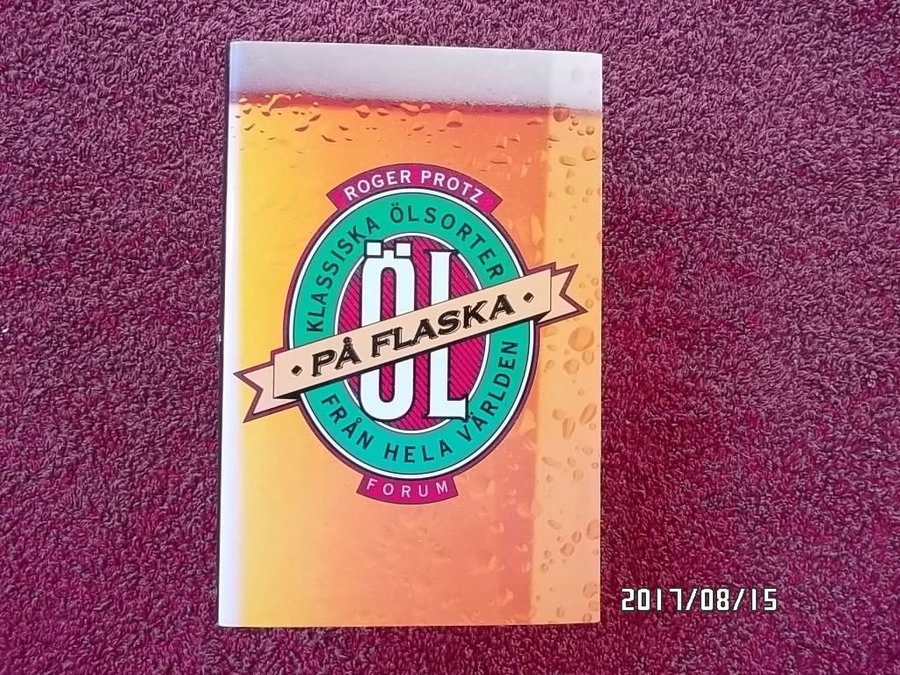 ROGER PROTZ
KLASSISKA ÖLSORTER
ÖL
PÅ FLASKA
FRÅN HELA VÄRLDEN
FORUM
2017/08/15